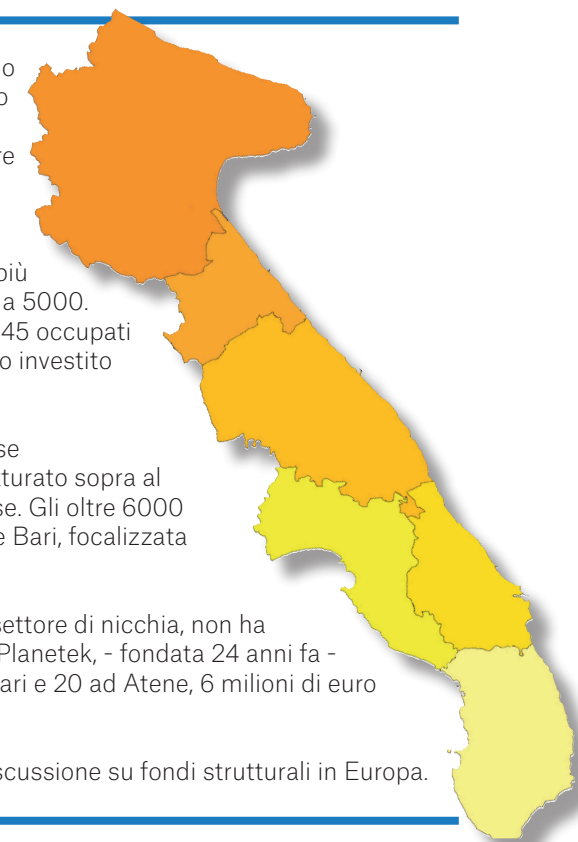 o
o
re
più
a 5000.
45 occupati
o investito
se
tturato sopra al
se. Gli oltre 6000
e Bari, focalizzata
settore di nicchia, non ha
Planetek, - fondata 24 anni fa -
ari e 20 ad Atene, 6 milioni di euro
scussione su fondi strutturali in Europa.